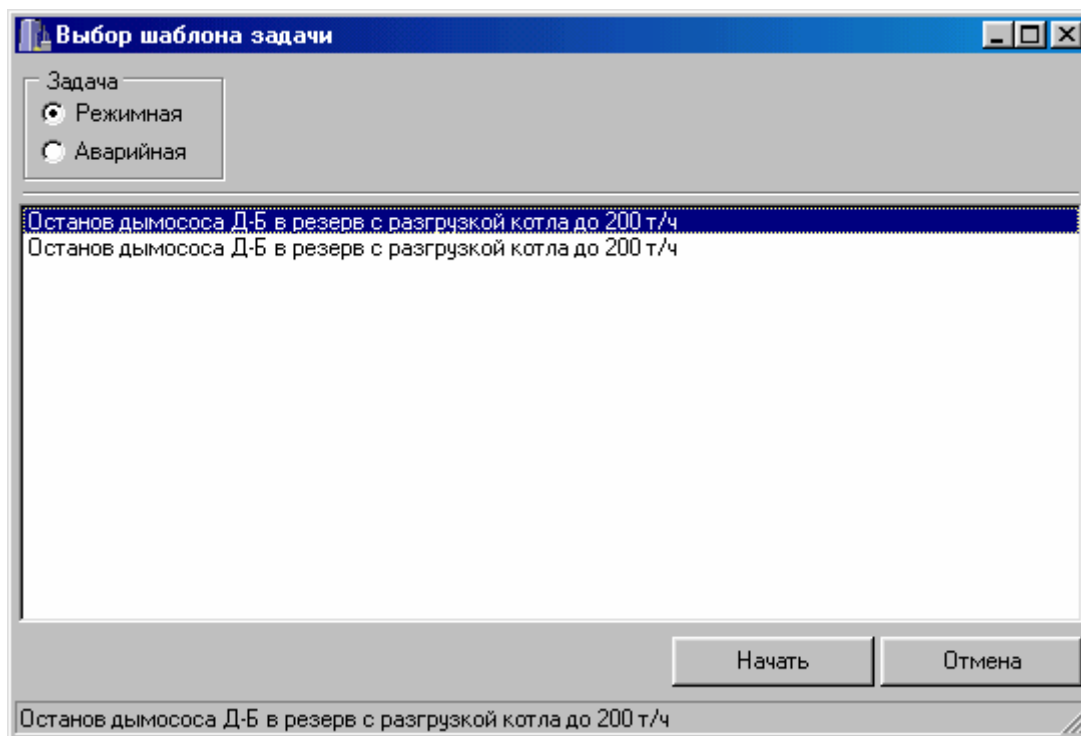 Выбор шаблона задачи
Задача
Режимная
Аварийная
Останов дымососа Д-Б в резерв с разгрузкой котла до 200 т/ч
Останов дымососа Д-Б в резерв с разгрузкой котла до 200 т/ч
Начать Отмена
Останов дымососа Д-Б в резерв с разгрузкой котла до 200 т/ч